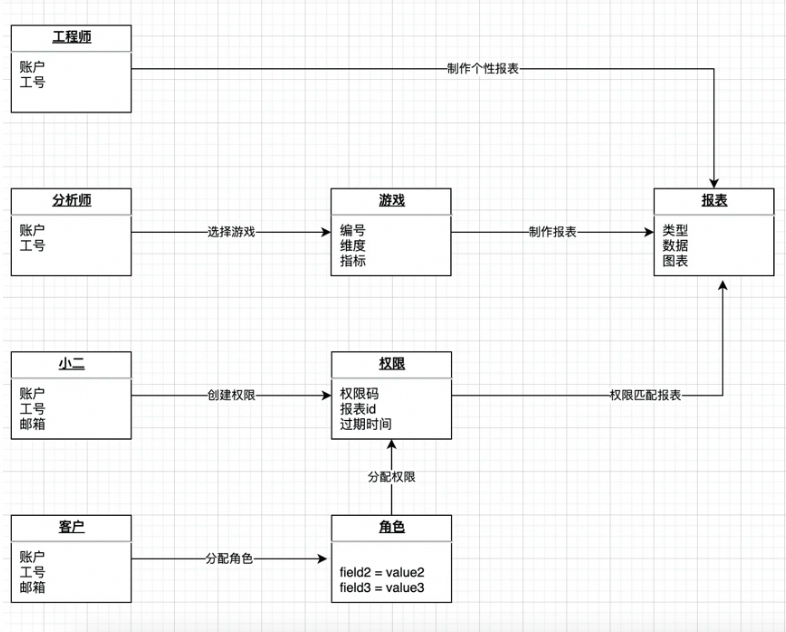 工程师
账户
工号
制作个性报表
分析师
账户
工号
选择游戏
游戏
编号
维度
指标
制作报表
报表
类型
数据
图表
小二
账户
工号
邮箱
创建权限
权限
权限码
报表id
过期时间
权限匹配报表
分配权限
客户
账户
工号
邮箱
分配角色
角色
field2 = value2
field3 = value3